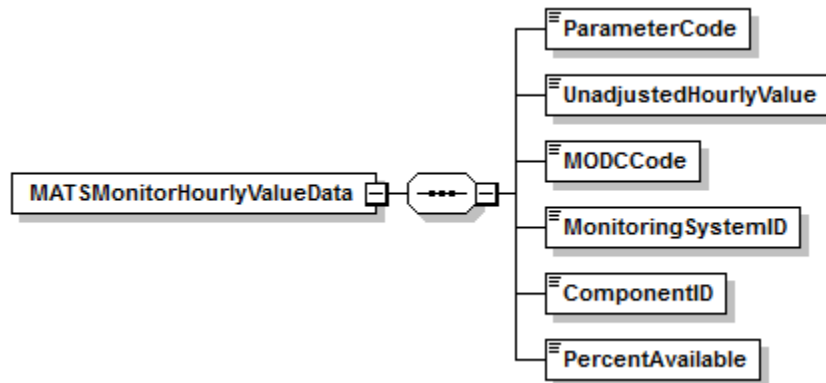 ParameterCode
UnadjustedHourlyValue
MODCCode
MATSMonitorHourlyValueData
MonitoringSystemID
ComponentID
PercentAvailable